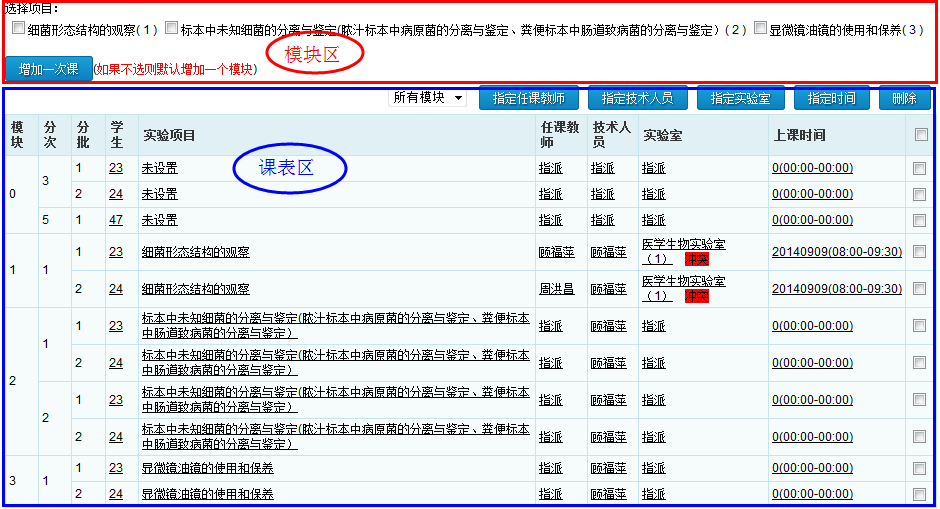 选择项目：
细菌形态结构的观察(1) 标本中未知细菌的分离与鉴定(脓汁标本中病原菌的分离与鉴定、粪便标本中肠道致病菌的分离与鉴定）(2) 显微镜油镜的使用和保养(3)
模块区
增加一次课 (如果不选则默认增加一个模块)
所有模块 指定任课教师 指定技术人员 指定实验室 指定时间 删除
模块 分次 分批 学生 实验项目 任课教师 技术人员 实验室 上课时间
课表区
0 3 1 23 未设置 指派 指派 指派 0(00:00-00:00)
2 24 未设置 指派 指派 指派 0(00:00-00:00)
5 1 47 未设置 指派 指派 指派 0(00:00-00:00)
1 1 1 23 细菌形态结构的观察 顾福萍 顾福萍 医学生物实验室（1） 冲突 20140909(08:00-09:30)
2 24 细菌形态结构的观察 周洪昌 顾福萍 医学生物实验室（1） 冲突 20140909(08:00-09:30)
2 1 1 23 标本中未知细菌的分离与鉴定(脓汁标本中病原菌的分离与鉴定、粪便标本中肠道致病菌的分离与鉴定） 指派 顾福萍 指派 0(00:00-00:00)
2 24 标本中未知细菌的分离与鉴定(脓汁标本中病原菌的分离与鉴定、粪便标本中肠道致病菌的分离与鉴定） 指派 顾福萍 指派 0(00:00-00:00)
2 1 23 标本中未知细菌的分离与鉴定(脓汁标本中病原菌的分离与鉴定、粪便标本中肠道致病菌的分离与鉴定） 指派 顾福萍 指派 0(00:00-00:00)
2 24 标本中未知细菌的分离与鉴定(脓汁标本中病原菌的分离与鉴定、粪便标本中肠道致病菌的分离与鉴定） 指派 顾福萍 指派 0(00:00-00:00)
3 1 1 23 显微镜油镜的使用和保养 指派 顾福萍 指派 0(00:00-00:00)
2 24 显微镜油镜的使用和保养 指派 顾福萍 指派 0(00:00-00:00)